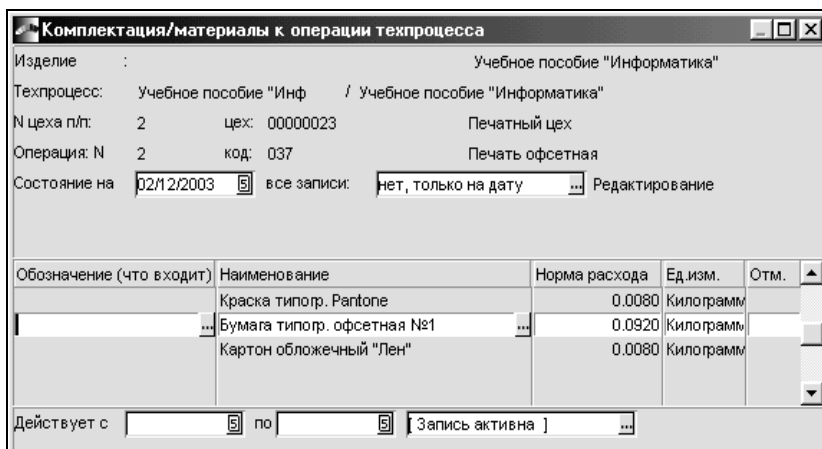 Комплектация/материалы к операции техпроцесса
Изделие : Учебное пособие "Информатика"
Техпроцесс: Учебное пособие "Инф / Учебное пособие "Информатика"
N цеха п/п: 2 цех: 00000023 Печатный цех
Операция: N 2 код: 037 Печать офсетная
Состояние на 02/12/2003 5 все записи: нет, только на дату ... Редактирование
Обозначение (что входит) Наименование Норма расхода Ед.изм. Отм.
Краска типогр. Pantone 0.0080 Килограмм
... Бумага типогр. офсетная №1 ... 0.0920 Килограмм
Картон обложечный "Лен" 0.0080 Килограмм
Действует с 5 по 5 [ Запись активна ] ...